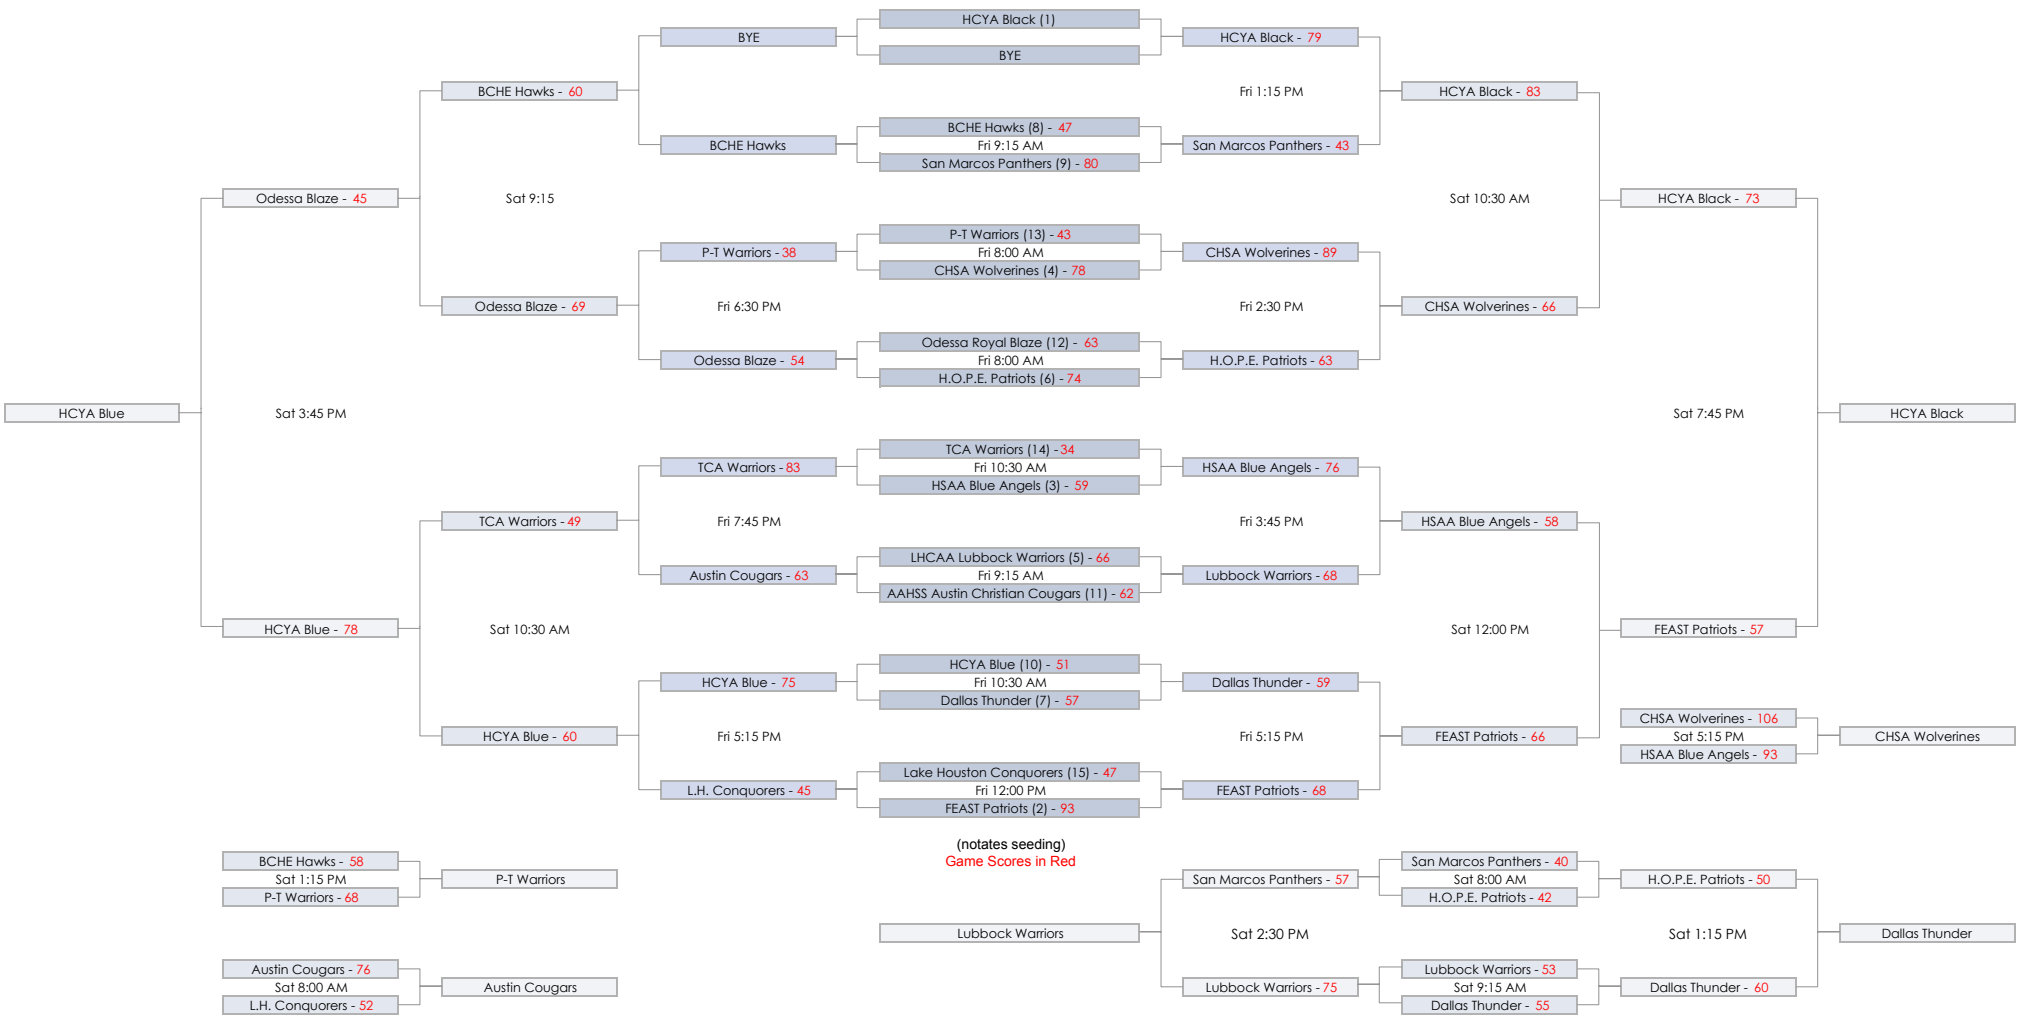 HCYA Black (1)
BYE
HCYA Black - 79
BYE
BCHE Hawks - 60
Fri 1:15 PM
HCYA Black - 83
BCHE Hawks (8) - 47
BCHE Hawks
Fri 9:15 AM
San Marcos Panthers - 43
San Marcos Panthers (9) - 80
Odessa Blaze - 45
Sat 9:15
Sat 10:30 AM
HCYA Black - 73
P-T Warriors (13) - 43
P-T Warriors - 38
Fri 8:00 AM
CHSA Wolverines - 89
CHSA Wolverines (4) - 78
Odessa Blaze - 69
Fri 6:30 PM
Fri 2:30 PM
CHSA Wolverines - 66
Odessa Royal Blaze (12) - 63
Odessa Blaze - 54
Fri 8:00 AM
H.O.P.E. Patriots - 63
H.O.P.E. Patriots (6) - 74
HCYA Blue
Sat 3:45 PM
Sat 7:45 PM
HCYA Black
TCA Warriors (14) - 34
TCA Warriors - 83
Fri 10:30 AM
HSAA Blue Angels - 76
HSAA Blue Angels (3) - 59
TCA Warriors - 49
Fri 7:45 PM
Fri 3:45 PM
HSAA Blue Angels - 58
LHCAA Lubbock Warriors (5) - 66
Austin Cougars - 63
Fri 9:15 AM
Lubbock Warriors - 68
AAHSS Austin Christian Cougars (11) - 62
HCYA Blue - 78
Sat 10:30 AM
Sat 12:00 PM
FEAST Patriots - 57
HCYA Blue (10) - 51
HCYA Blue - 75
Fri 10:30 AM
Dallas Thunder - 59
Dallas Thunder (7) - 57
CHSA Wolverines - 106
HCYA Blue - 60
Fri 5:15 PM
Fri 5:15 PM
FEAST Patriots - 66
Sat 5:15 PM
CHSA Wolverines
HSAA Blue Angels - 93
Lake Houston Conquorers (15) - 47
L.H. Conquorers - 45
Fri 12:00 PM
FEAST Patriots - 68
FEAST Patriots (2) - 93
(notates seeding)
Game Scores in Red
BCHE Hawks - 58
Sat 1:15 PM
P-T Warriors
P-T Warriors - 68
San Marcos Panthers - 40
San Marcos Panthers - 57
Sat 8:00 AM
H.O.P.E. Patriots - 50
H.O.P.E. Patriots - 42
Lubbock Warriors
Sat 2:30 PM
Sat 1:15 PM
Dallas Thunder
Austin Cougars - 76
Sat 8:00 AM
Austin Cougars
L.H. Conquorers - 52
Lubbock Warriors - 53
Lubbock Warriors - 75
Sat 9:15 AM
Dallas Thunder - 60
Dallas Thunder - 55